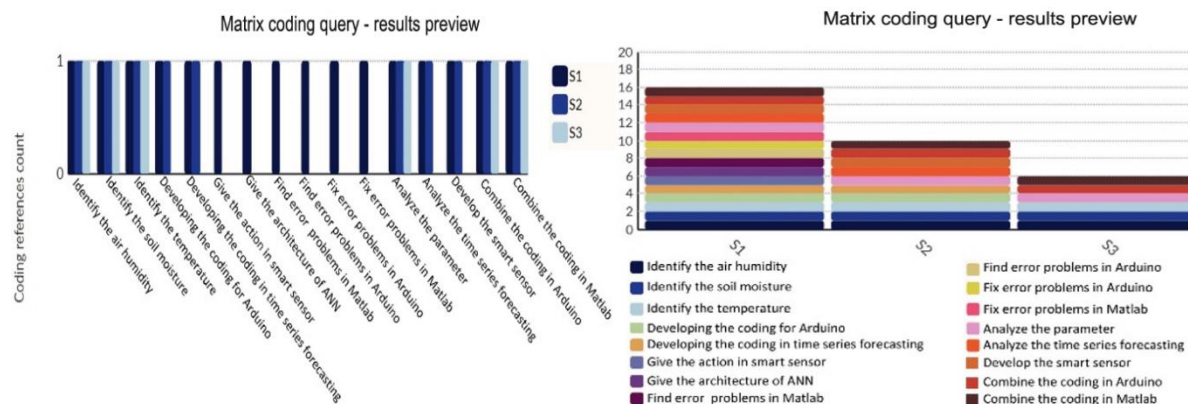 Matrix coding query - results preview
1
0
Coding references count
S1
S2
S3
Identify the air humidity
Identify the soil moisture
Identify the temperature
Developing the coding for Arduino
Developing the coding in time series forecasting
Give the action in smart sensor
Give the architecture of ANN
Find error problems in Matlab
Find error problems in Arduino
Fix error problems in Arduino
Fix error problems in Matlab
Analyze the parameter
Analyze the time series forecasting
Develop the smart sensor
Combine the coding in Arduino
Combine the coding in Matlab
Matrix coding query - results preview
20
18
16
14
12
10
8
6
4
2
0
S1
S2
S3
Identify the air humidity
Identify the soil moisture
Identify the temperature
Developing the coding for Arduino
Developing the coding in time series forecasting
Give the action in smart sensor
Give the architecture of ANN
Find error problems in Matlab
Find error problems in Arduino
Fix error problems in Arduino
Fix error problems in Matlab
Analyze the parameter
Analyze the time series forecasting
Develop the smart sensor
Combine the coding in Arduino
Combine the coding in Matlab